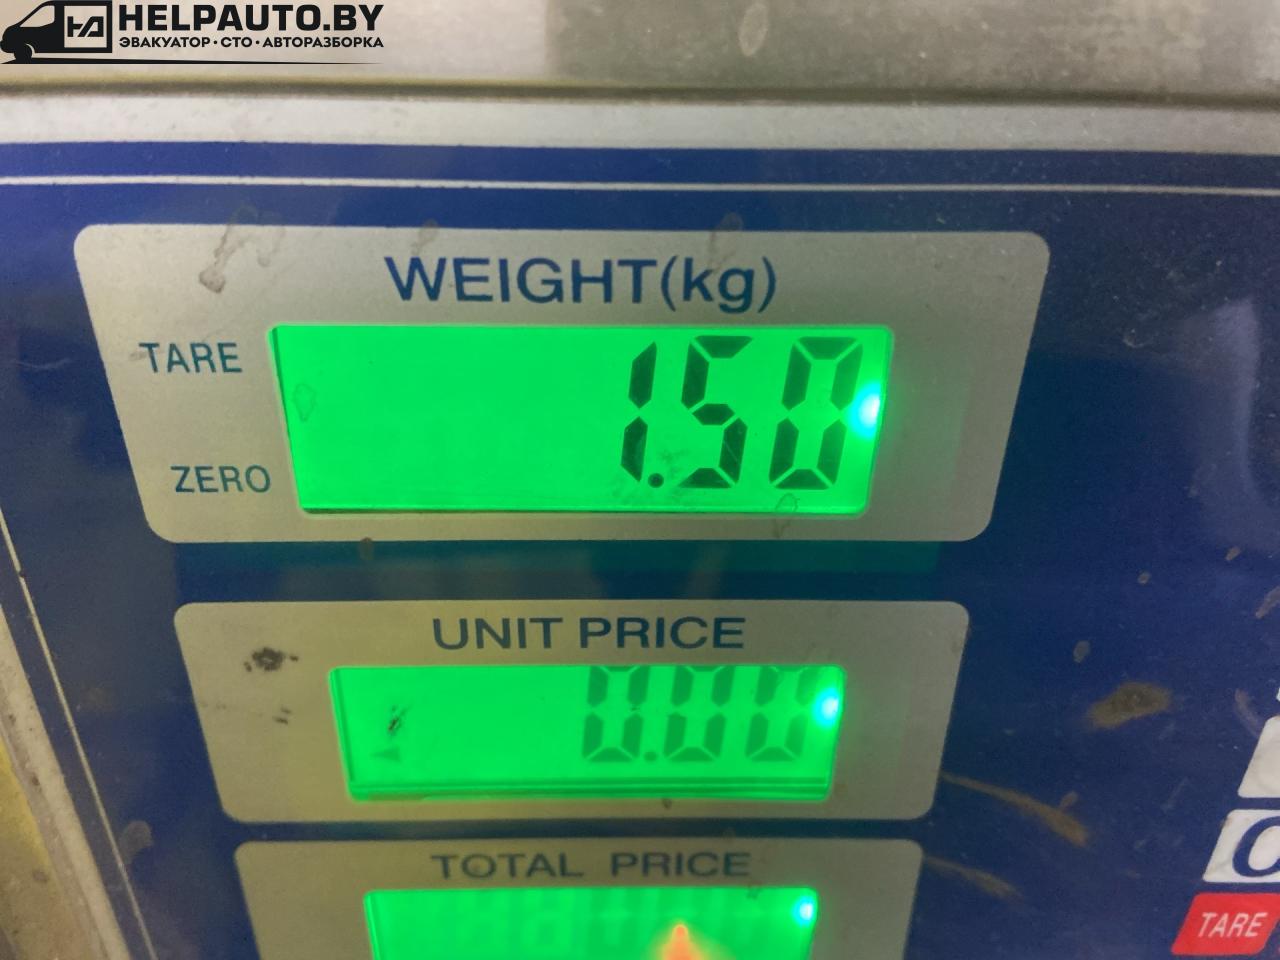 HELPAUTO.BY
ЭВАКУАТОР·СТО·АВТОРАЗБОРКА
WEIGHT(kg)
TARE
1.50
ZERO
UNIT PRICE
0.00
TOTAL PRICE
C
TARE